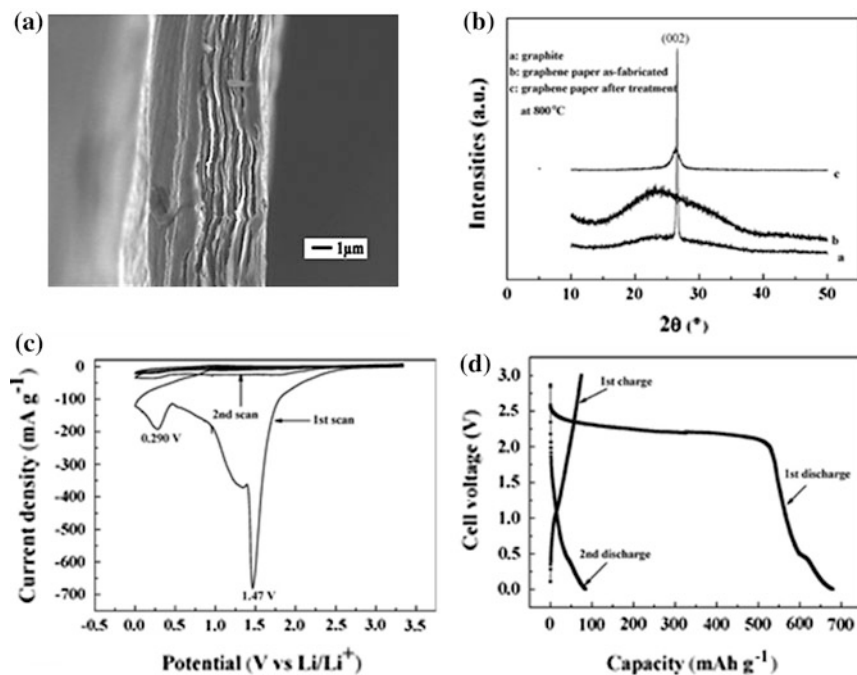 (a)
1µm
(b)
Intensities (a.u.)
(002)
a: graphite
b: graphene paper as-fabricated
c: graphene paper after treatment
at 800°C
c
b
a
0 10 20 30 40 50
2θ (°)
(c)
Current density (mA g⁻¹)
0
-100
-200
-300
-400
-500
-600
-700
2nd scan
1st scan
0.290 V
1.47 V
-0.5 0.0 0.5 1.0 1.5 2.0 2.5 3.0 3.5
Potential (V vs Li/Li⁺)
(d)
Cell voltage (V)
3.0
2.5
2.0
1.5
1.0
0.5
0.0
1st charge
1st discharge
2nd discharge
0 100 200 300 400 500 600 700
Capacity (mAh g⁻¹)